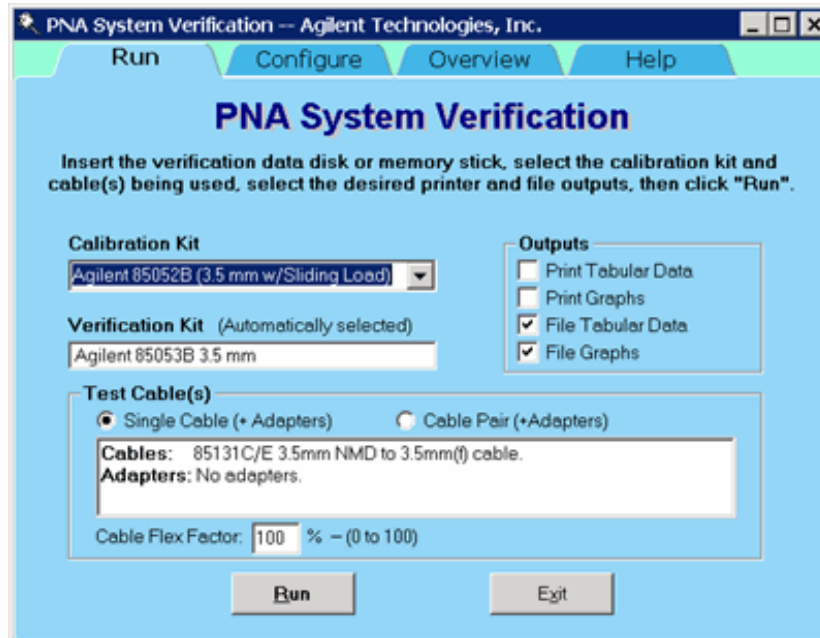 PNA System Verification -- Agilent Technologies, Inc.
Run
Configure
Overview
Help
PNA System Verification
Insert the verification data disk or memory stick, select the calibration kit and
cable(s) being used, select the desired printer and file outputs, then click "Run".
Calibration Kit
Agilent 85052B (3.5 mm w/Sliding Load)
Verification Kit (Automatically selected)
Agilent 85053B 3.5 mm
Outputs
Print Tabular Data
Print Graphs
File Tabular Data
File Graphs
Test Cable(s)
Single Cable (+ Adapters)
Cable Pair (+Adapters)
Cables: 85131C/E 3.5mm NMD to 3.5mm(f) cable.
Adapters: No adapters.
Cable Flex Factor: 100 % – (0 to 100)
Run
Exit